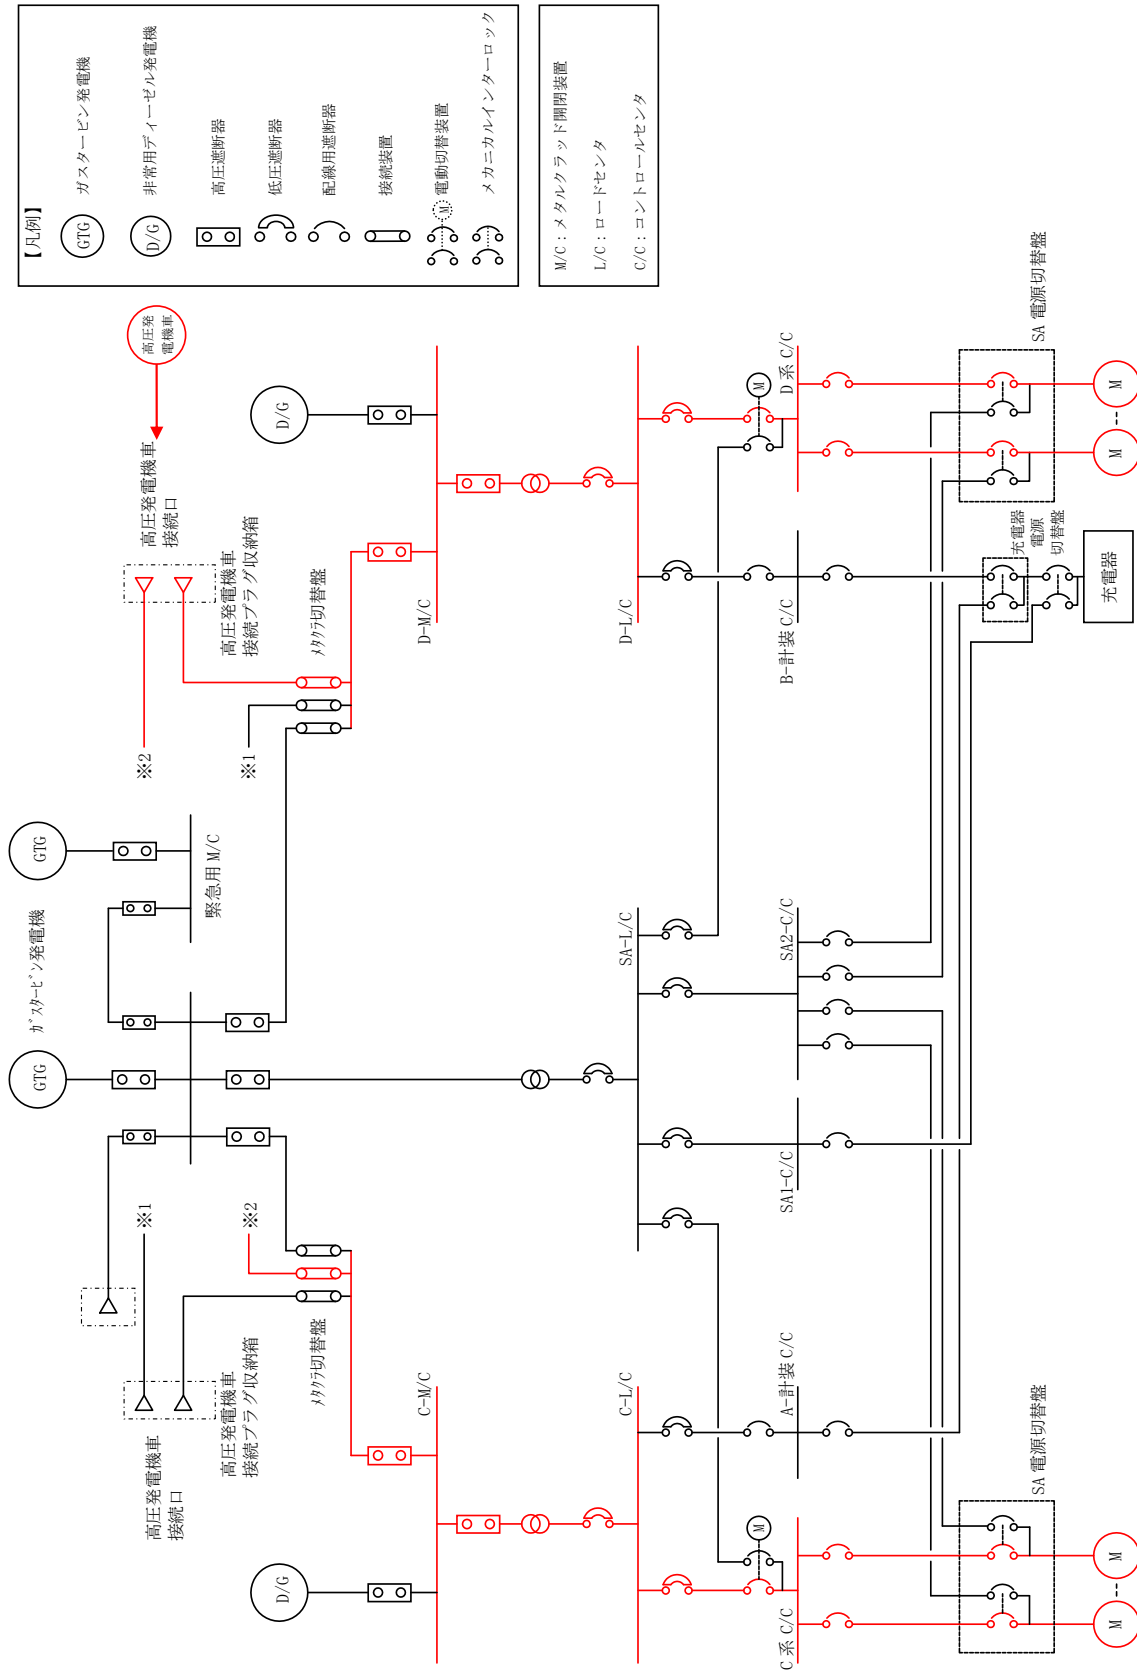 【凡例】
GTG ガスタービン発電機
D/G 非常用ディーゼル発電機
高圧遮断器
低圧遮断器
配線用遮断器
接続装置
M 電動切替装置
メカニカルインターロック
M/C：メタルクラッド開閉装置
L/C：ロードセンタ
C/C：コントロールセンタ
ガスタービン発電機
GTG
GTG
緊急用 M/C
高圧発電機車
接続口
高圧発電機車
接続プラグ収納箱
※1
※2
メタクラ切替盤
D/G
C-M/C
C-L/C
M
C 系 C/C
A-計装 C/C
SA 電源切替盤
M
M
SA-L/C
SA1-C/C
SA2-C/C
高圧発
電機車
高圧発電機車
接続口
高圧発電機車
接続プラグ収納箱
※2
※1
メタクラ切替盤
D/G
D-M/C
D-L/C
M
D 系 C/C
B-計装 C/C
SA 電源切替盤
M
M
充電器
電源
切替盤
充電器